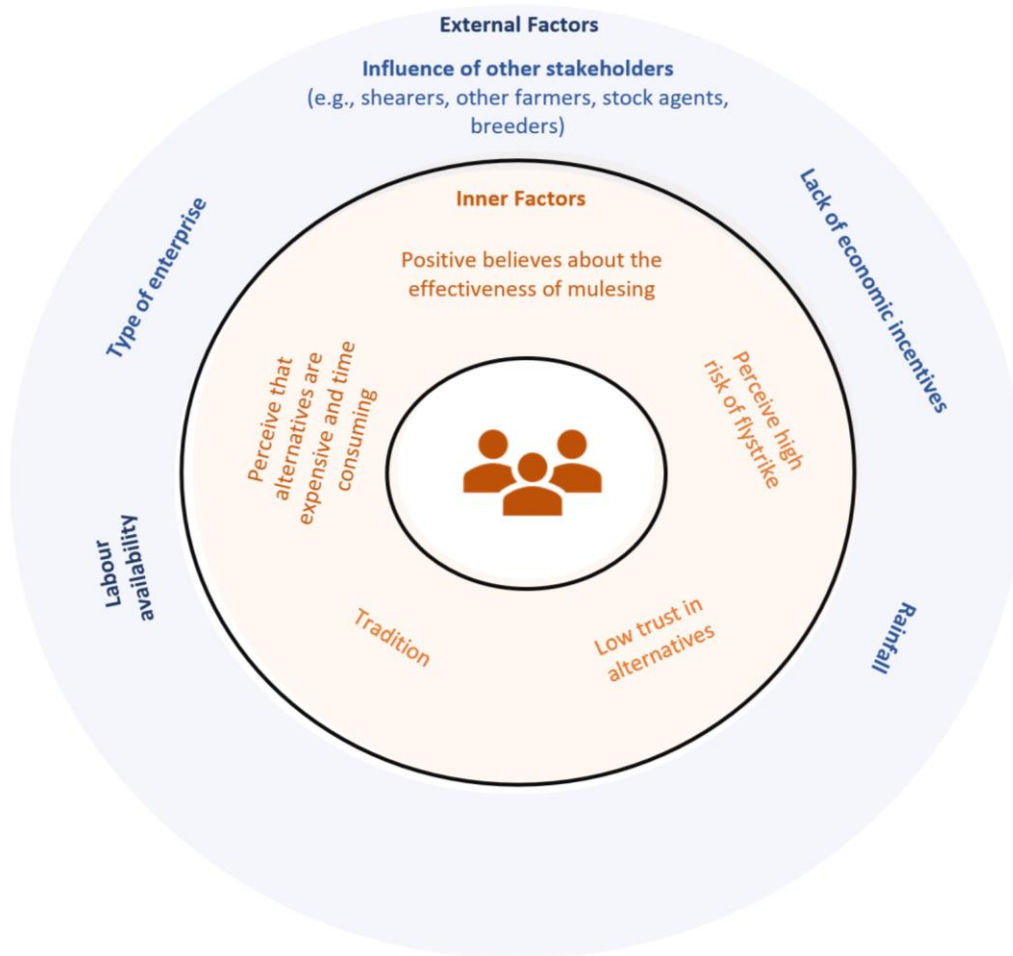 External Factors
Influence of other stakeholders
(e.g., shearers, other farmers, stock agents,
breeders)
Type of enterprise
Lack of economic incentives
Labour
availability
Rainfall
Inner Factors
Positive believes about the
effectiveness of mulesing
Perceive that
alternatives are
expensive and time
consuming
Perceive high
risk of flystrike
Tradition
Low trust in
alternatives